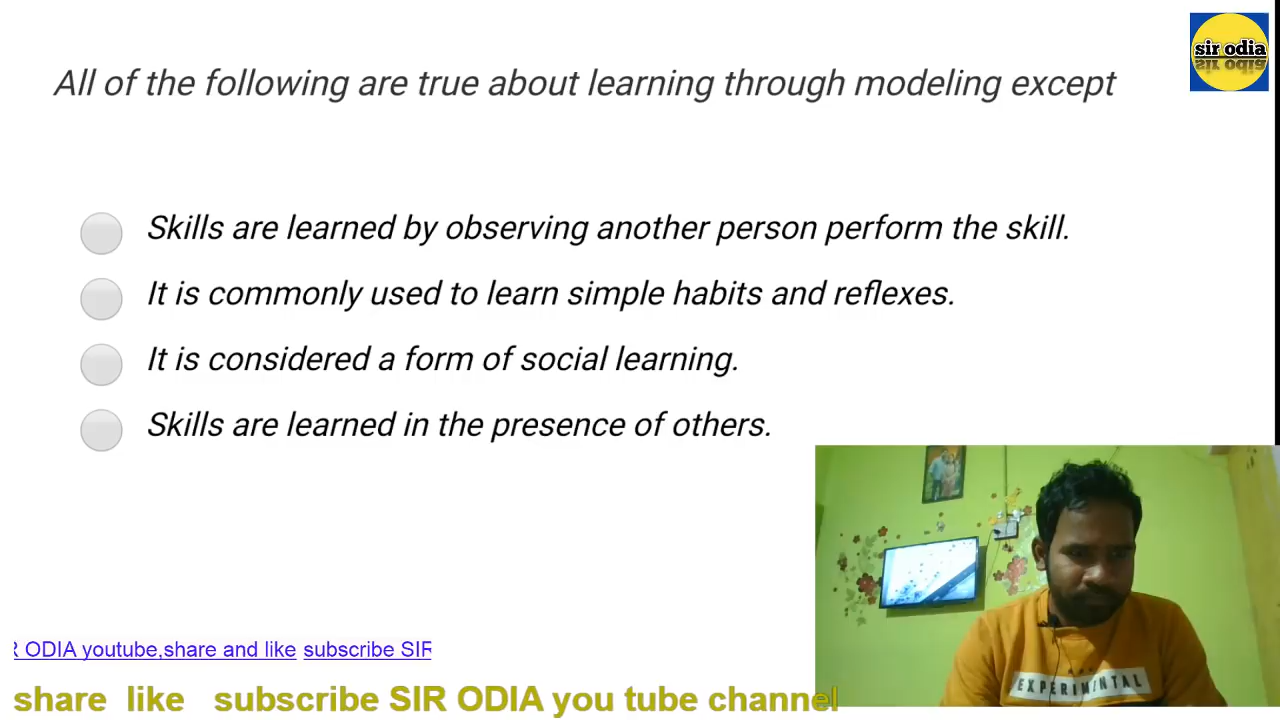 sir odia
All of the following are true about learning through modeling except
Skills are learned by observing another person perform the skill.
It is commonly used to learn simple habits and reflexes.
It is considered a form of social learning.
Skills are learned in the presence of others.
EXPERIMENTAL
ODIA youtube,share and like subscribe
share like subscribe SIR ODIA you tube channel